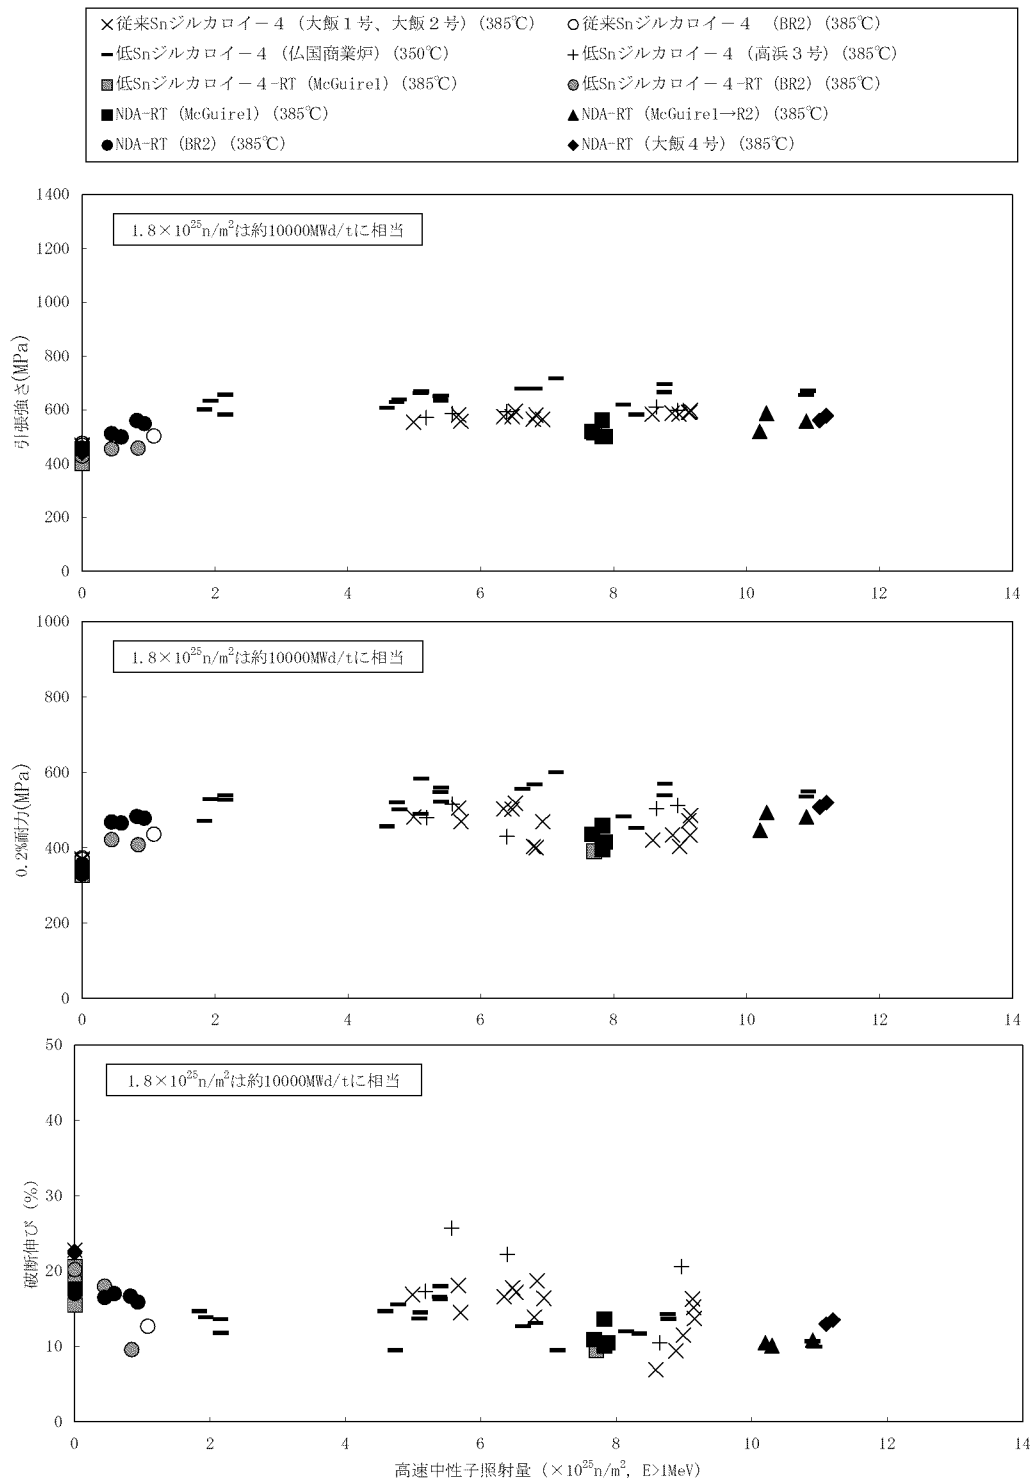 ×従来Snジルカロイ－４（大飯１号、大飯２号）(385℃) ○従来Snジルカロイ－４ （BR2）(385℃)
━低Snジルカロイ－４（仏国商業炉）(350℃) ＋低Snジルカロイ－４（高浜３号）(385℃)
低Snジルカロイ－４-RT（McGuire1）(385℃) 低Snジルカロイ－４-RT（BR2）(385℃)
■NDA-RT（McGuire1）(385℃) ▲NDA-RT（McGuire1→R2）(385℃)
●NDA-RT（BR2）(385℃) ◆NDA-RT（大飯４号）(385℃)
1400
1.8×10²⁵n/m²は約10000MWd/tに相当
1200
1000
800
600
400
200
0
引張強さ(MPa)
0 2 4 6 8 10 12 14
1000
1.8×10²⁵n/m²は約10000MWd/tに相当
800
600
400
200
0
0.2%耐力(MPa)
0 2 4 6 8 10 12 14
50
1.8×10²⁵n/m²は約10000MWd/tに相当
40
30
20
10
0
破断伸び（%）
0 2 4 6 8 10 12 14
高速中性子照射量（×10²⁵n/m², E>1MeV）